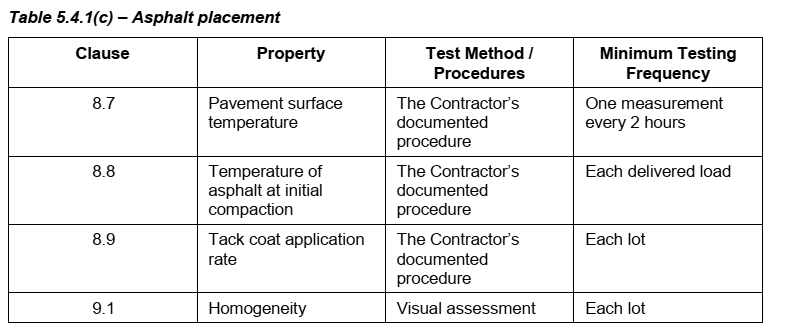 Table 5.4.1(c) – Asphalt placement
Clause
Property
Test Method /
Procedures
Minimum Testing
Frequency
8.7
Pavement surface
temperature
The Contractor's
documented
procedure
One measurement
every 2 hours
8.8
Temperature of
asphalt at initial
compaction
The Contractor's
documented
procedure
Each delivered load
8.9
Tack coat application
rate
The Contractor's
documented
procedure
Each lot
9.1
Homogeneity
Visual assessment
Each lot